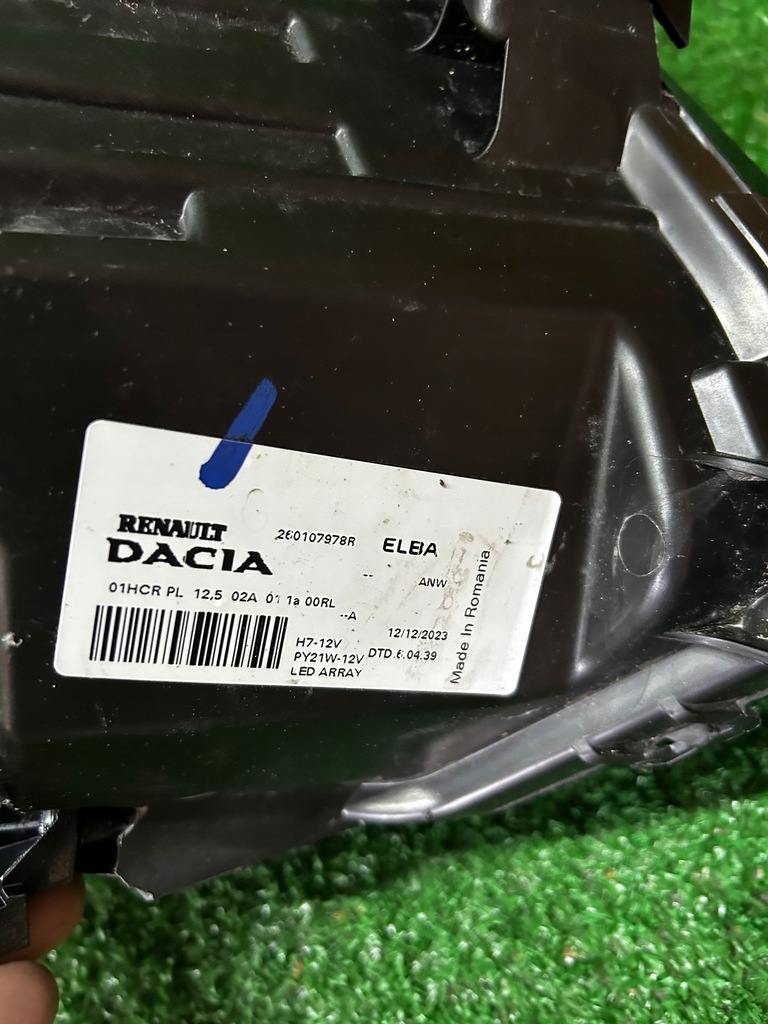 RENAULT
DACIA
260107978R
ELBA
--
ANW
01HCR PL 12,5 02A 01 1a 00RL
--A
12/12/2023
H7-12V
PY21W-12V
DTD.6.04.39
LED ARRAY
Made In Romania